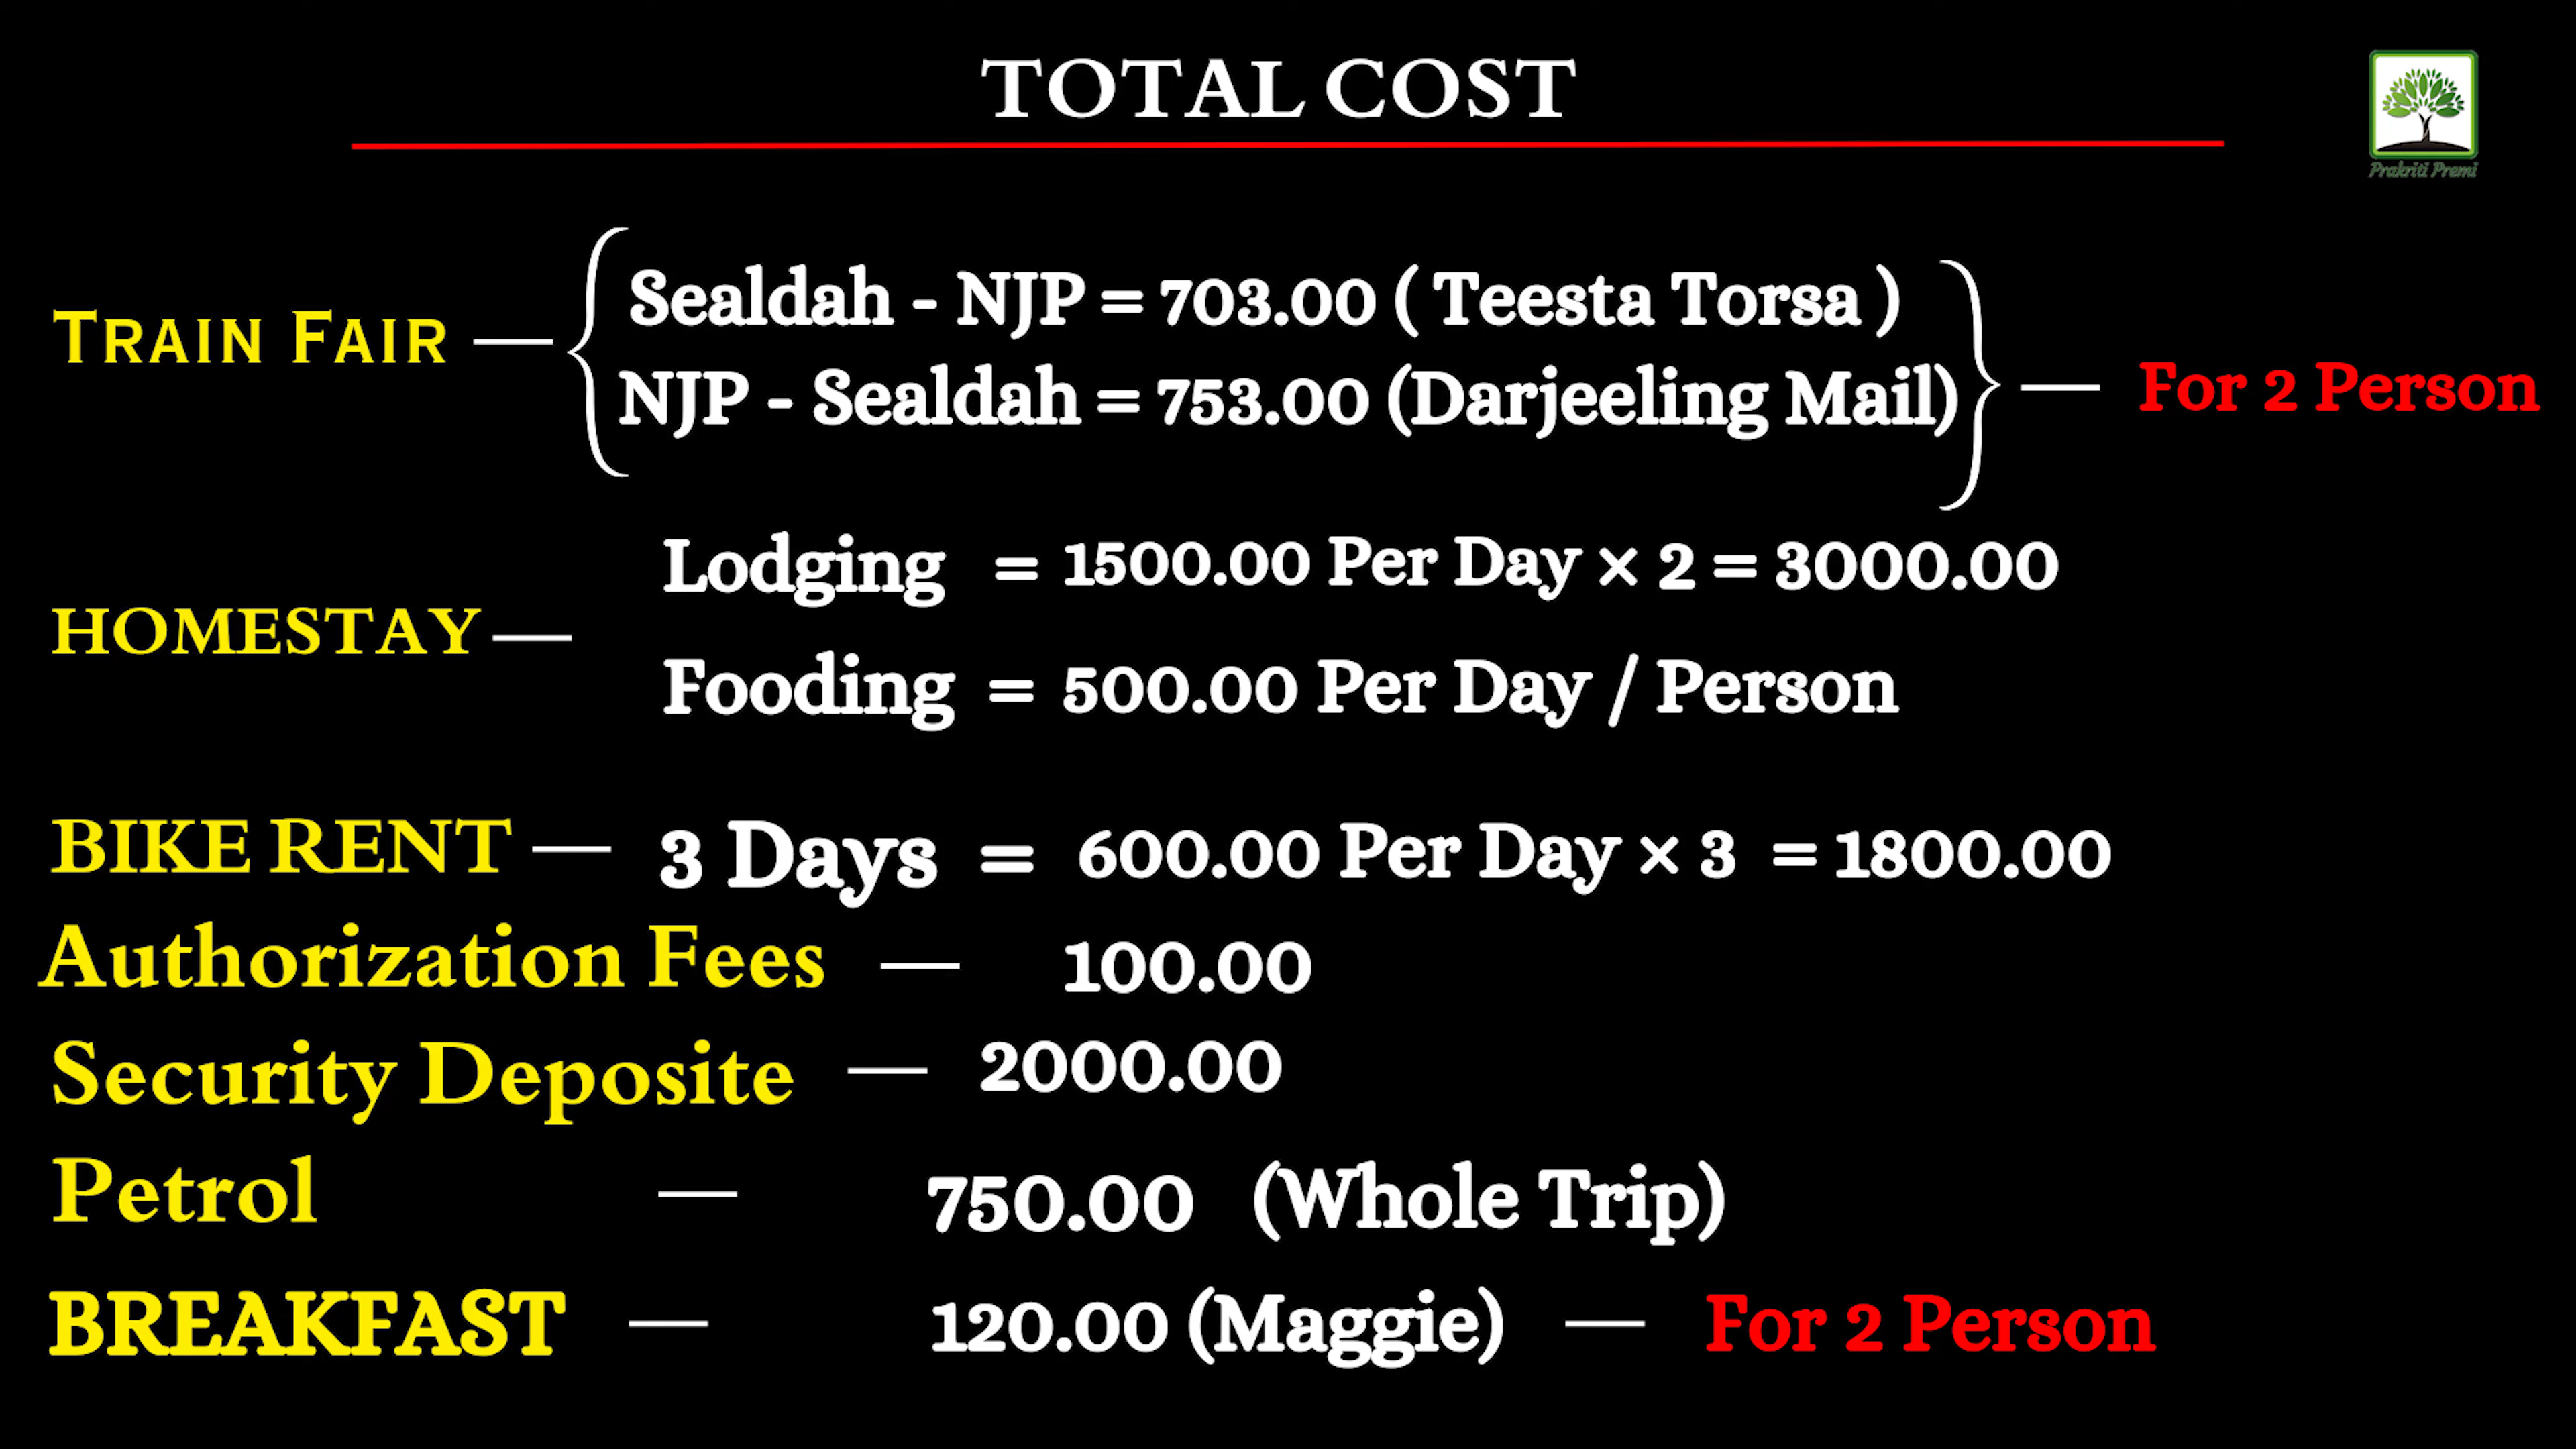 TOTAL COST
Prakriti Premi
TRAIN FAIR — { Sealdah - NJP = 703.00 ( Teesta Torsa )
NJP - Sealdah = 753.00 (Darjeeling Mail) } — For 2 Person
HOMESTAY —
Lodging = 1500.00 Per Day × 2 = 3000.00
Fooding = 500.00 Per Day / Person
BIKE RENT — 3 Days = 600.00 Per Day × 3 = 1800.00
Authorization Fees — 100.00
Security Deposite — 2000.00
Petrol — 750.00 (Whole Trip)
BREAKFAST — 120.00 (Maggie) — For 2 Person